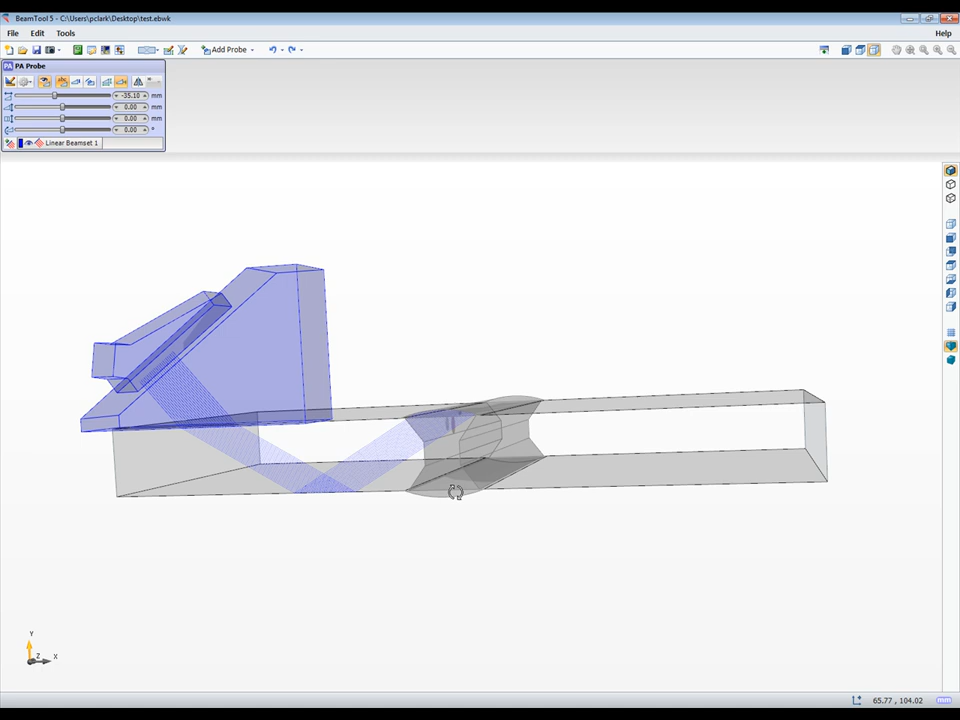 BeamTool 5 - C:\Users\pclark\Desktop\test.ebwk
File Edit Tools Help
Add Probe
PA PA Probe
-35.10 mm
0.00 mm
0.00 mm
0.00 °
Linear Beamset 1
Y
Z X
65.77 , 104.02 mm